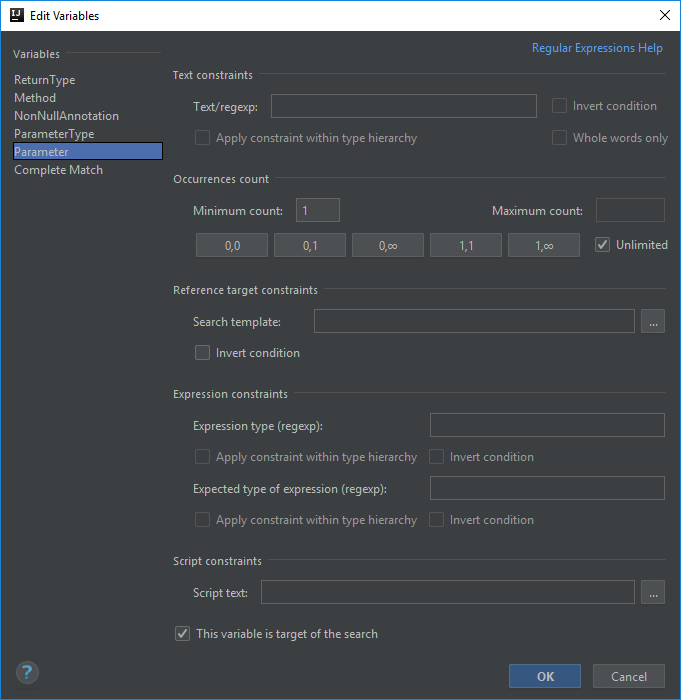 IJ Edit Variables
Regular Expressions Help
Variables
ReturnType
Method
NonNullAnnotation
ParameterType
Parameter
Complete Match
Text constraints
Text/regexp:
Invert condition
Apply constraint within type hierarchy
Whole words only
Occurrences count
Minimum count: 1
Maximum count:
0,0 0,1 0,∞ 1,1 1,∞ Unlimited
Reference target constraints
Search template: ...
Invert condition
Expression constraints
Expression type (regexp):
Apply constraint within type hierarchy Invert condition
Expected type of expression (regexp):
Apply constraint within type hierarchy Invert condition
Script constraints
Script text: ...
This variable is target of the search
? OK Cancel